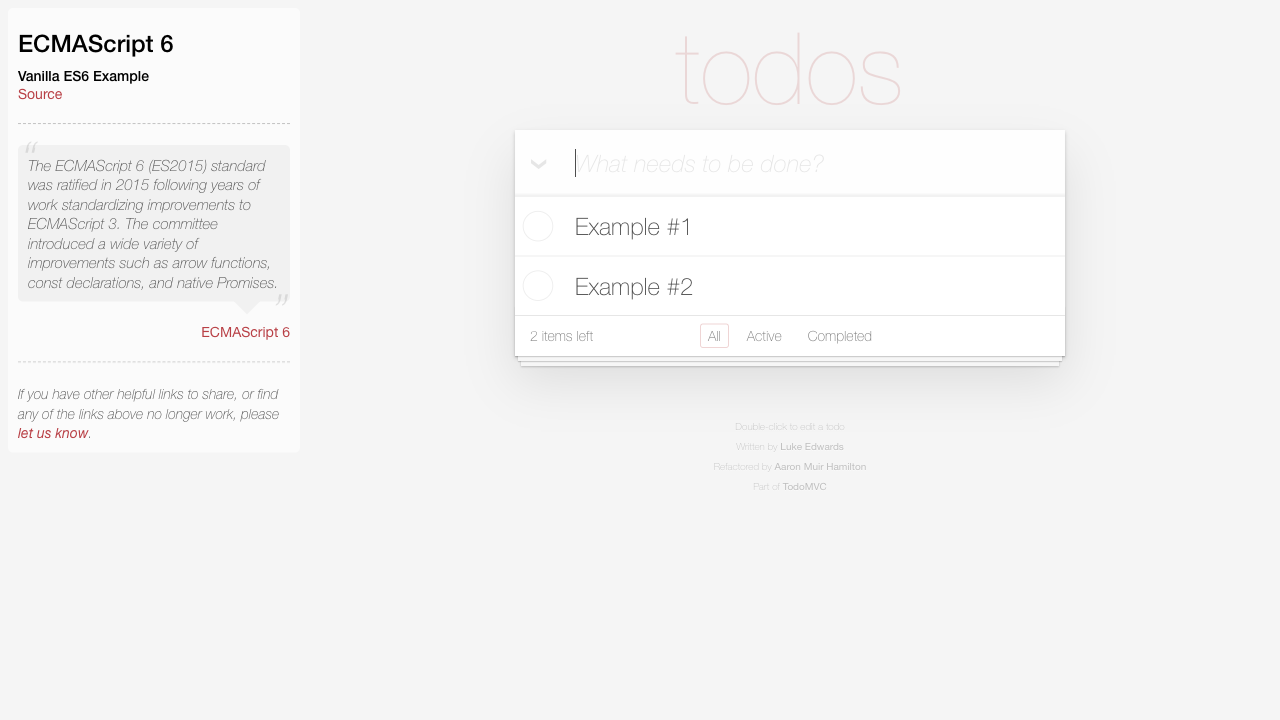 ECMAScript 6
Vanilla ES6 Example
Source
“
The ECMAScript 6 (ES2015) standard
was ratified in 2015 following years of
work standardizing improvements to
ECMAScript 3. The committee
introduced a wide variety of
improvements such as arrow functions,
const declarations, and native Promises.
”
ECMAScript 6
If you have other helpful links to share, or find
any of the links above no longer work, please
let us know.
todos
What needs to be done?
Example #1
Example #2
2 items left All Active Completed
Double-click to edit a todo
Written by Luke Edwards
Refactored by Aaron Muir Hamilton
Part of TodoMVC